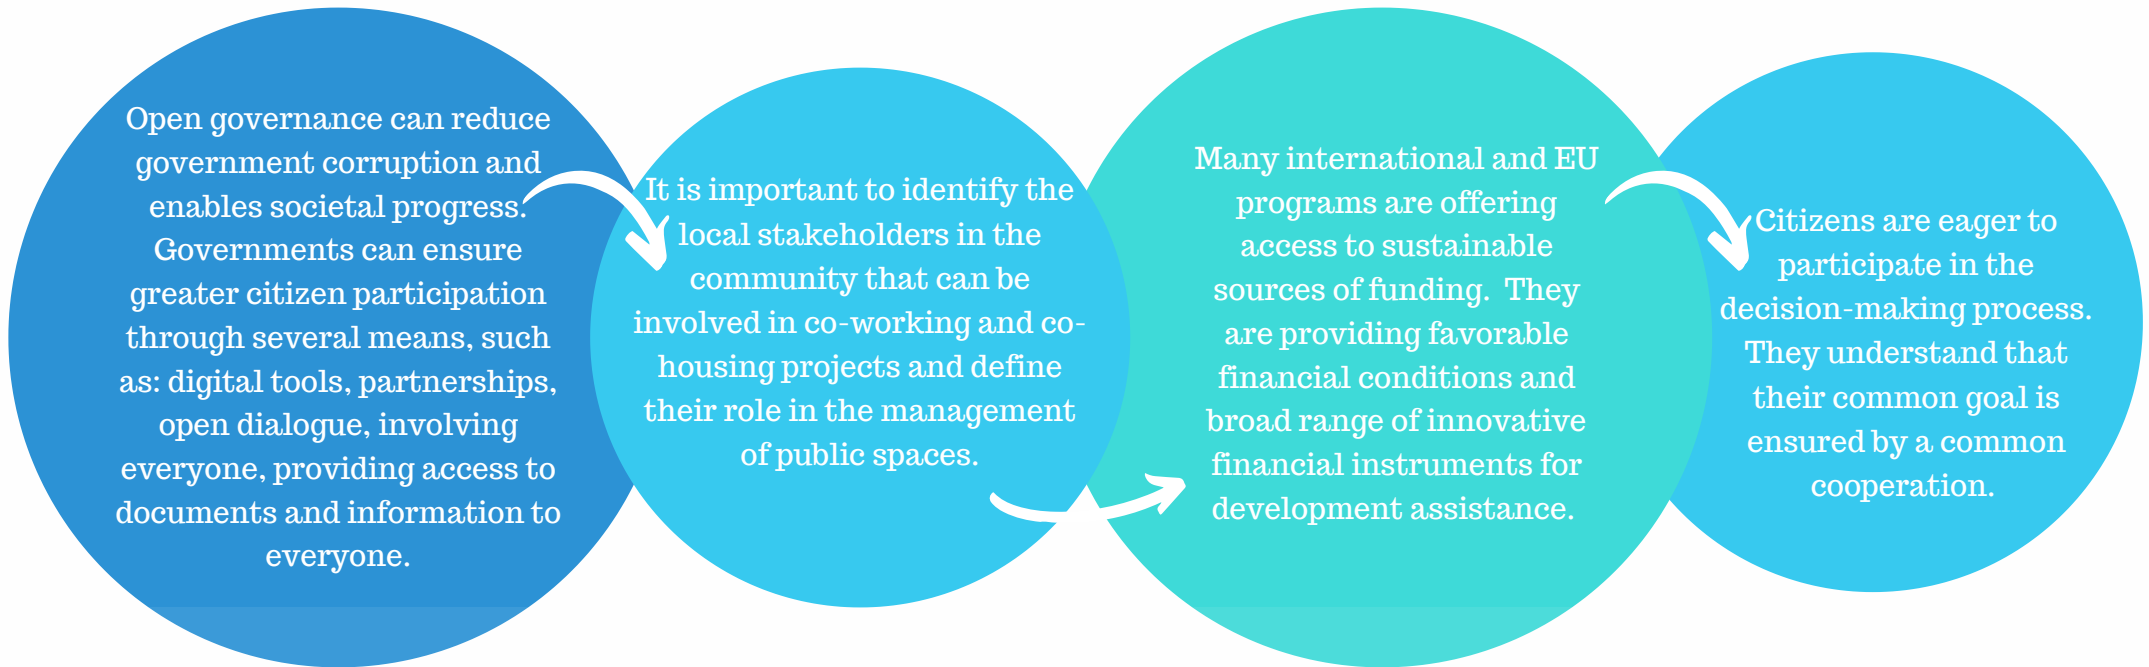 Open governance can reduce
government corruption and
enables societal progress.
Governments can ensure
greater citizen participation
through several means, such
as: digital tools, partnerships,
open dialogue, involving
everyone, providing access to
documents and information to
everyone.
It is important to identify the
local stakeholders in the
community that can be
involved in co-working and co-
housing projects and define
their role in the management
of public spaces.
Many international and EU
programs are offering
access to sustainable
sources of funding. They
are providing favorable
financial conditions and
broad range of innovative
financial instruments for
development assistance.
Citizens are eager to
participate in the
decision-making process.
They understand that
their common goal is
ensured by a common
cooperation.